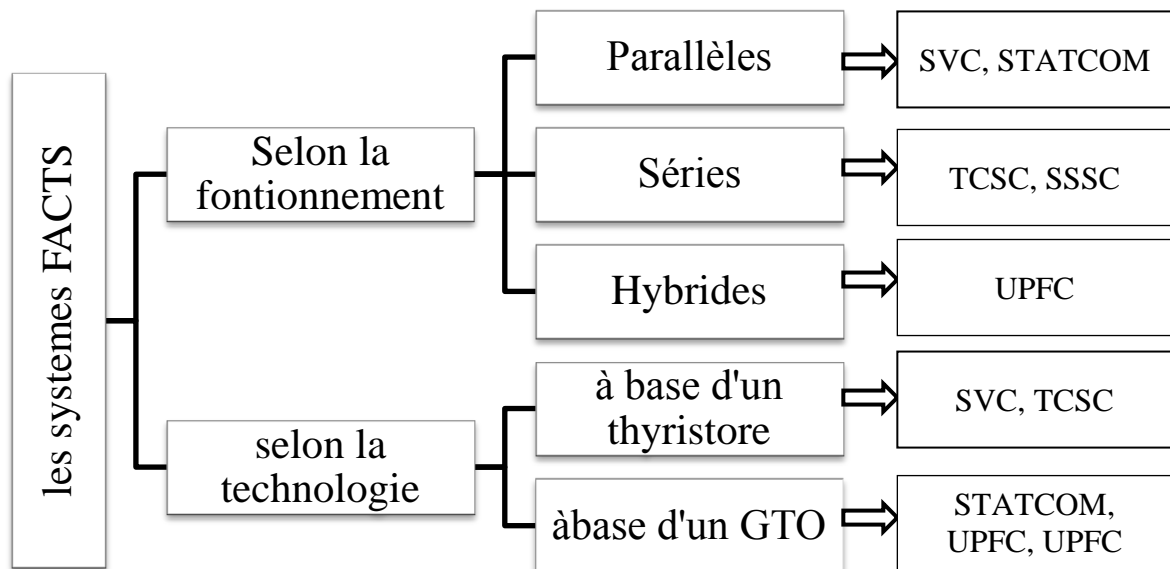 les systemes FACTS
Selon la
fontionnement
Parallèles
SVC, STATCOM
Séries
TCSC, SSSC
Hybrides
UPFC
selon la
technologie
à base d'un
thyristore
SVC, TCSC
àbase d'un GTO
STATCOM,
UPFC, UPFC